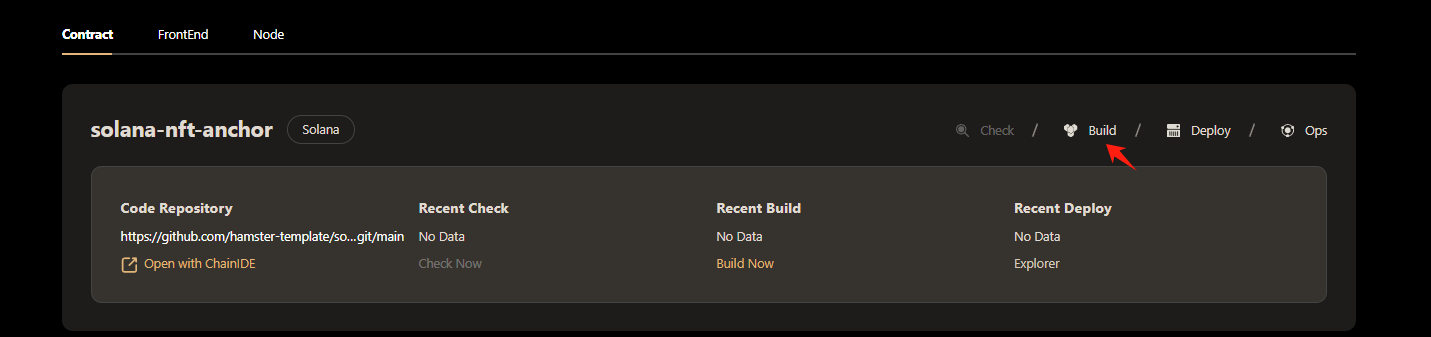 Contract FrontEnd Node
solana-nft-anchor Solana Check / Build / Deploy / Ops
Code Repository Recent Check Recent Build Recent Deploy
https://github.com/hamster-template/so...git/main No Data No Data No Data
Open with ChainIDE Check Now Build Now Explorer